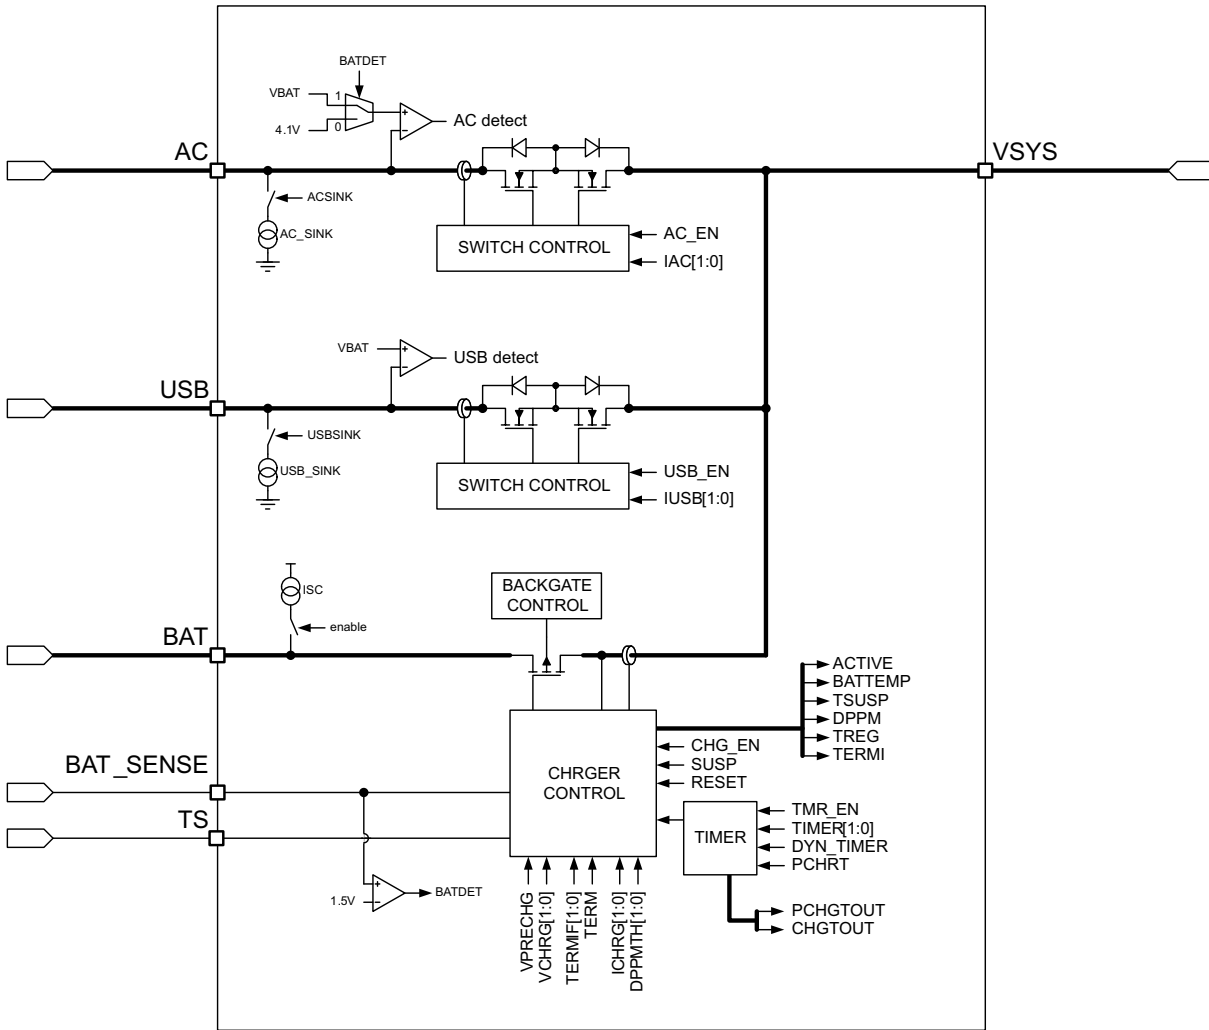 BATDET
VBAT
1
4.1V
0
+
−
AC detect
AC
VSYS
ACSINK
AC_SINK
SWITCH CONTROL
AC_EN
IAC[1:0]
VBAT
+
−
USB detect
USB
USBSINK
USB_SINK
SWITCH CONTROL
USB_EN
IUSB[1:0]
ISC
enable
BACKGATE
CONTROL
BAT
ACTIVE
BATTEMP
TSUSP
DPPM
TREG
TERMI
BAT_SENSE
CHRGER
CONTROL
CHG_EN
SUSP
RESET
TS
TIMER
TMR_EN
TIMER[1:0]
DYN_TIMER
PCHRT
1.5V
+
−
BATDET
VPRECHG
VCHRG[1:0]
TERMIF[1:0]
TERM
ICHRG[1:0]
DPPMTH[1:0]
PCHGTOUT
CHGTOUT